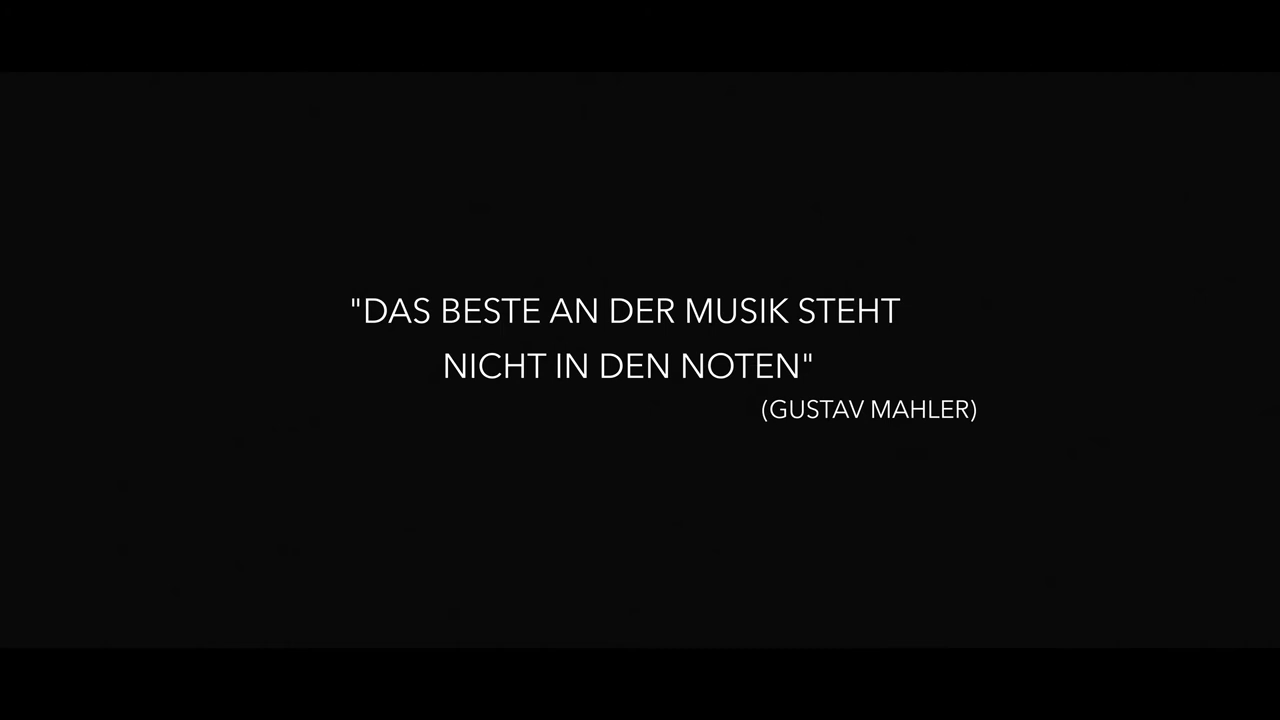 "DAS BESTE AN DER MUSIK STEHT
NICHT IN DEN NOTEN"
(GUSTAV MAHLER)